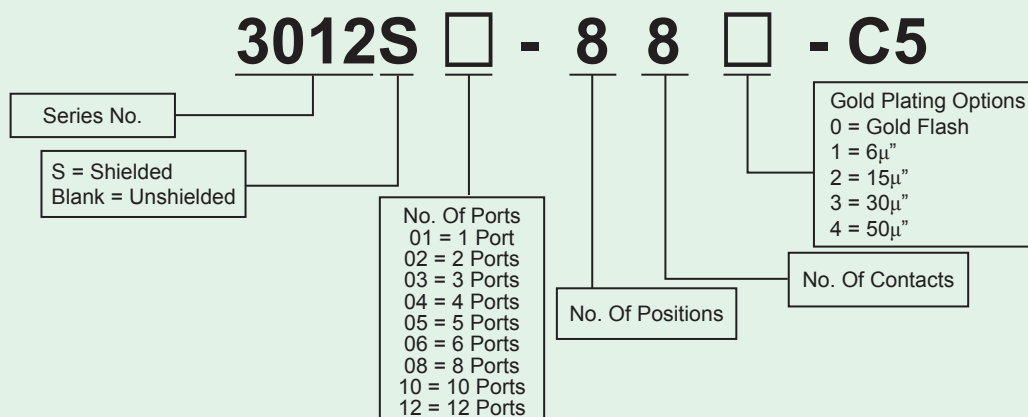 3012S □ - 8 8 □ - C5
Series No.
S = Shielded
Blank = Unshielded
No. Of Ports
01 = 1 Port
02 = 2 Ports
03 = 3 Ports
04 = 4 Ports
05 = 5 Ports
06 = 6 Ports
08 = 8 Ports
10 = 10 Ports
12 = 12 Ports
No. Of Positions
No. Of Contacts
Gold Plating Options
0 = Gold Flash
1 = 6μ”
2 = 15μ”
3 = 30μ”
4 = 50μ”